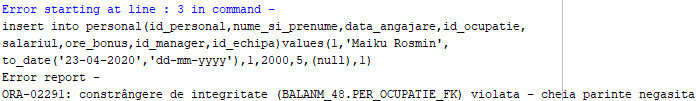 Error starting at line : 3 in command -
insert into personal(id_personal,nume_si_prenume,data_angajare,id_ocupatie,
salariul,ore_bonus,id_manager,id_echipa)values(1,'Maiku Rosmin',
to_date('23-04-2020','dd-mm-yyyy'),1,2000,5,(null),1)
Error report -
ORA-02291: constrângere de integritate (BALANM_48.PER_OCUPATIE_FK) violata - cheia parinte negasita